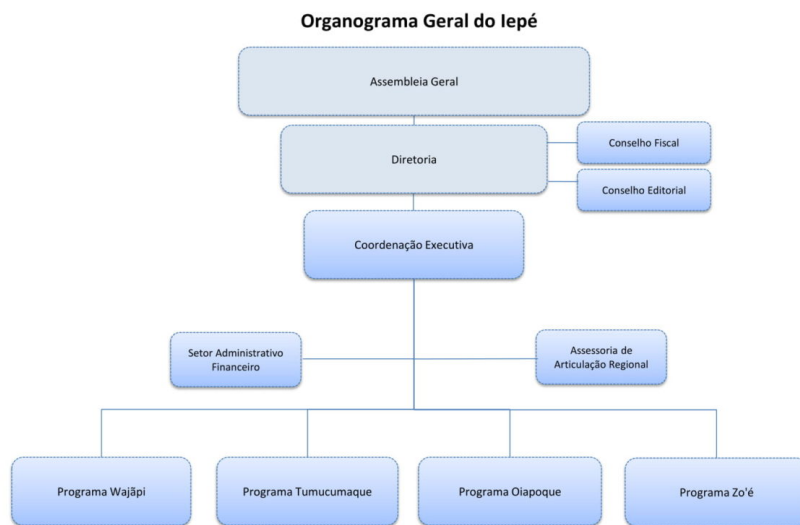 Organograma Geral do Iepé
Assembleia Geral
Diretoria
Conselho Fiscal
Conselho Editorial
Coordenação Executiva
Setor Administrativo
Financeiro
Assessoria de
Articulação Regional
Programa Wajãpi
Programa Tumucumaque
Programa Oiapoque
Programa Zo'é